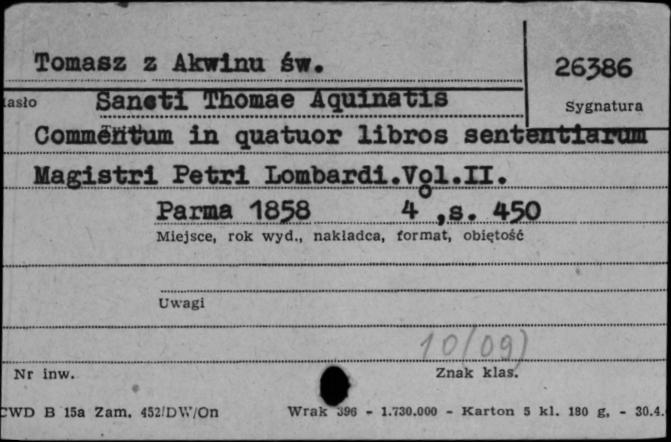 Tomasz z Akwinu św.
26386
Sygnatura
asło
Sancti Thomae Aquinatis
Commentum in quatuor libros sententiarum
Magistri Petri Lombardi.Vol.II.
Parma 1858 4o,s. 450
Miejsce, rok wyd., nakładca, format, objętość
Uwagi
10/09)
Nr inw.
Znak klas.
CWD B 15a Zam. 452/DW/On Wrak 396 - 1.730.000 - Karton 5 kl. 180 g. - 30.4.